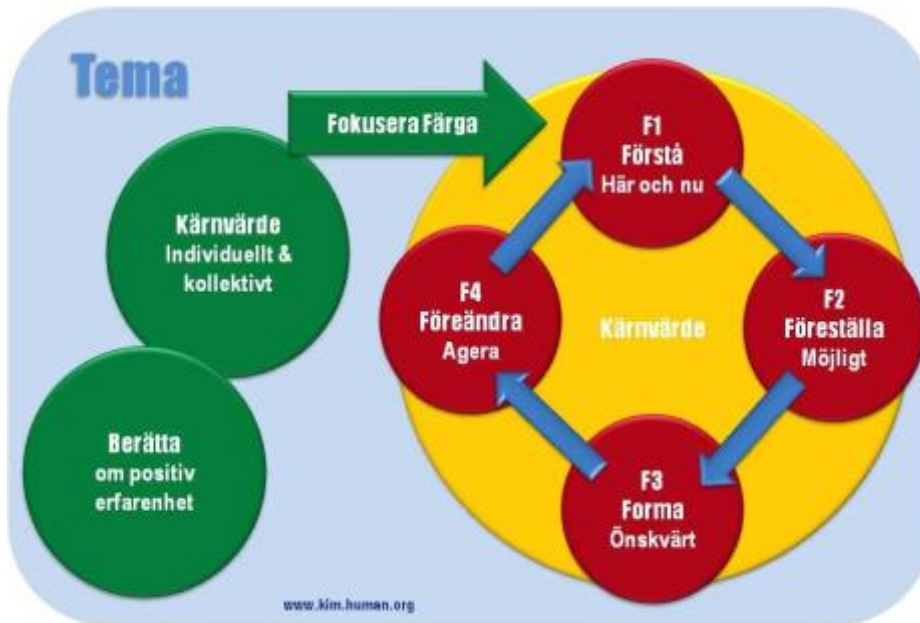 Tema
Fokusera Färga
Kärnvärde
Individuellt &
kollektivt
Berätta
om positiv
erfarenhet
F1
Förstå
Här och nu
F2
Föreställa
Möjligt
F3
Forma
Önskvärt
F4
Föreändra
Agera
Kärnvärde
www.kim.human.org